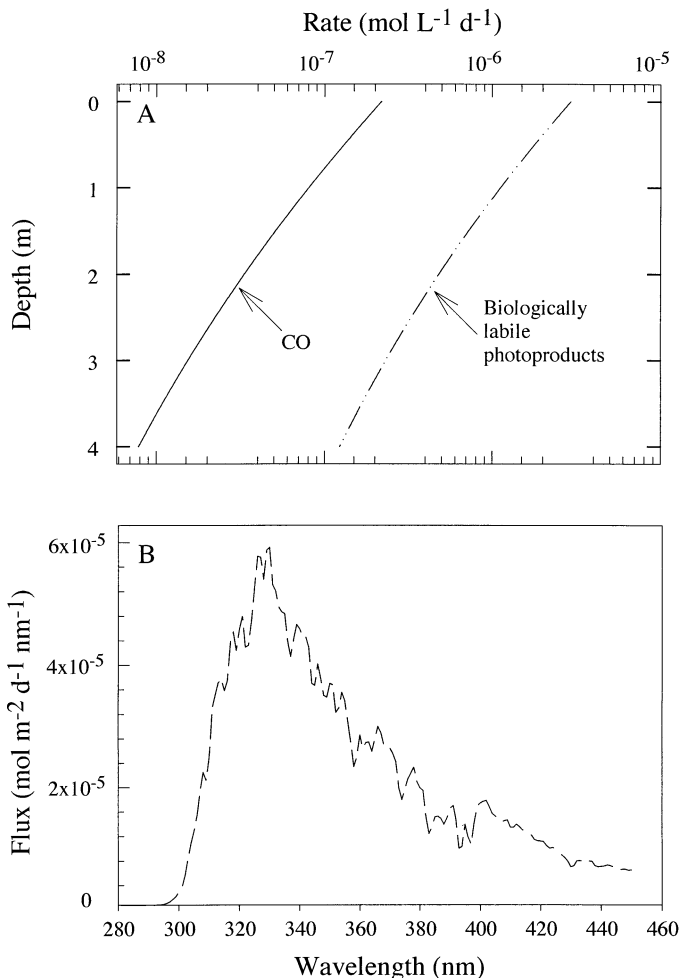 Rate (mol L-1 d-1)
10-8 10-7 10-6 10-5
A
0
1
2
3
4
Depth (m)
CO
Biologically
labile
photoproducts
B
6x10-5
4x10-5
2x10-5
0
Flux (mol m-2 d-1 nm-1)
280 300 320 340 360 380 400 420 440 460
Wavelength (nm)